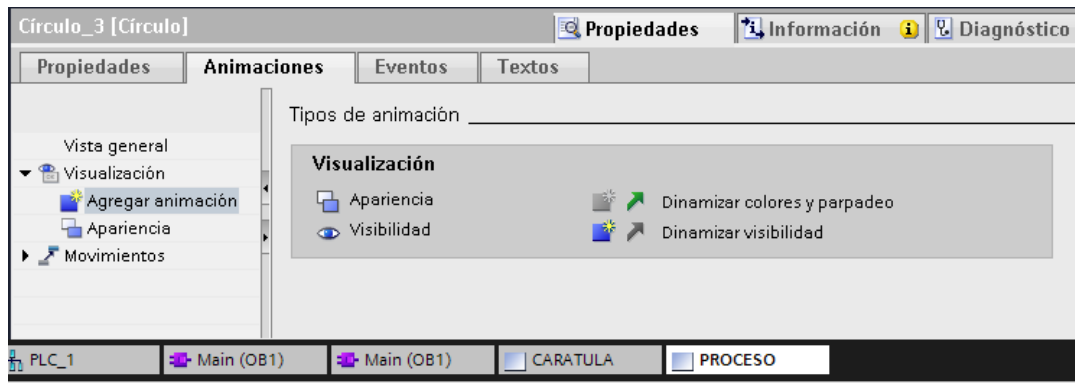 Círculo_3 [Círculo]
Propiedades Información Diagnóstico
Propiedades Animaciones Eventos Textos
Tipos de animación
Vista general
Visualización
Agregar animación
Apariencia
Movimientos
Visualización
Apariencia Dinamizar colores y parpadeo
Visibilidad Dinamizar visibilidad
PLC_1 Main (OB1) Main (OB1) CARATULA PROCESO